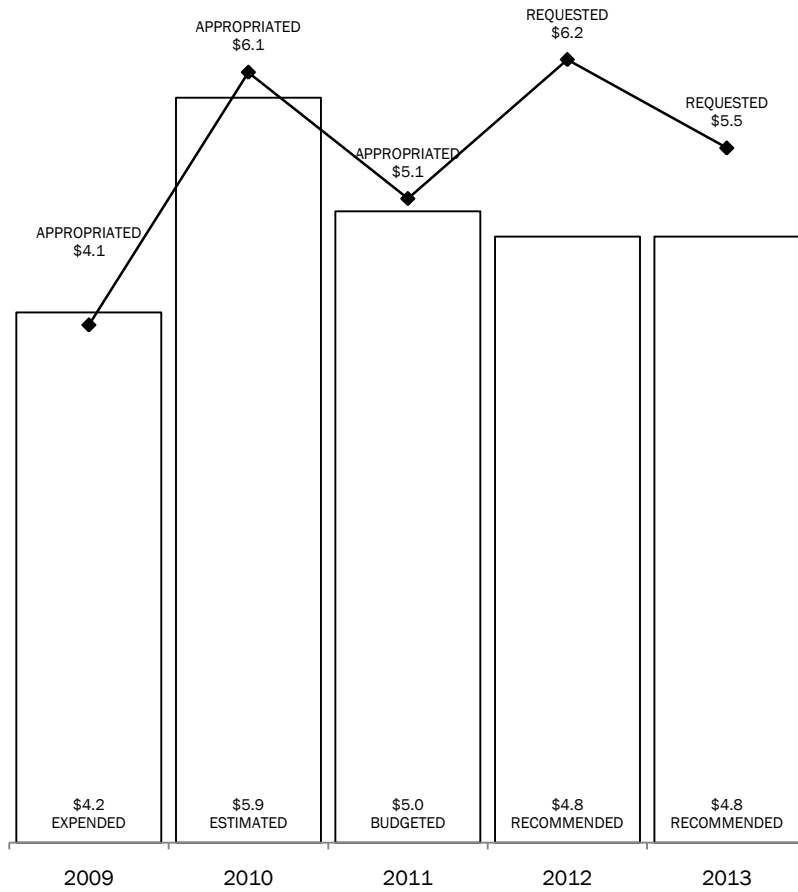 APPROPRIATED
$6.1
REQUESTED
$6.2
REQUESTED
$5.5
APPROPRIATED
$5.1
APPROPRIATED
$4.1
$4.2
EXPENDED
$5.9
ESTIMATED
$5.0
BUDGETED
$4.8
RECOMMENDED
$4.8
RECOMMENDED
2009
2010
2011
2012
2013